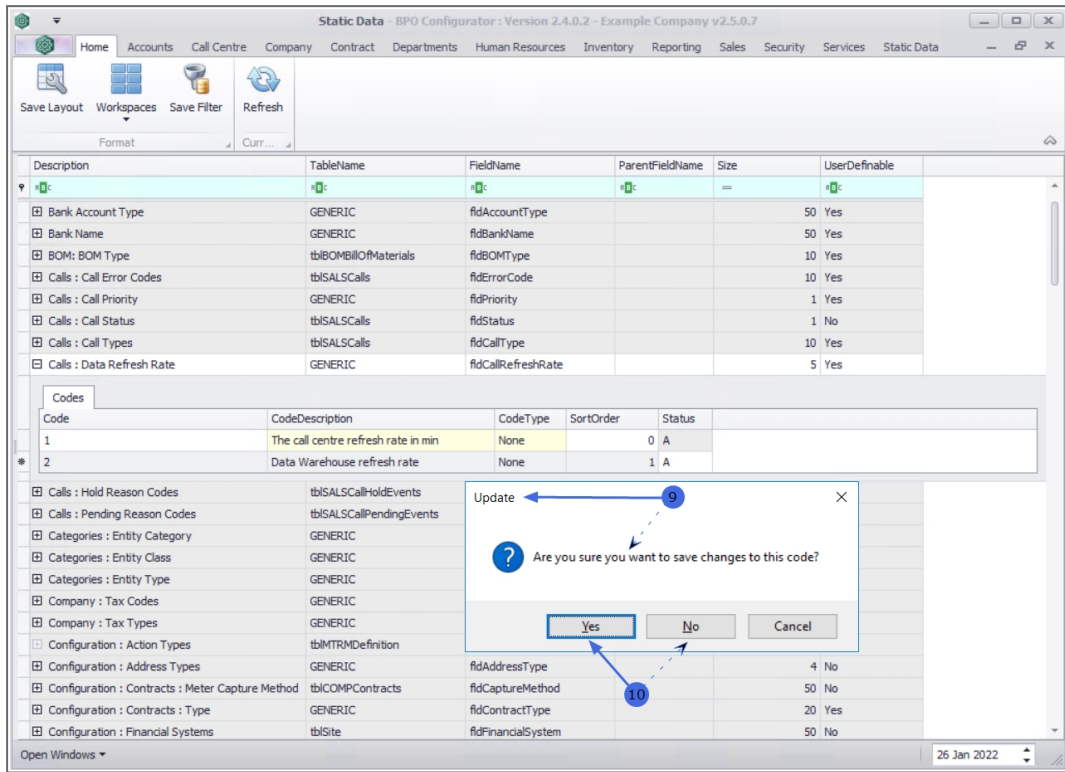 Static Data - BPO Configurator : Version 2.4.0.2 - Example Company v2.5.0.7
Home Accounts Call Centre Company Contract Departments Human Resources Inventory Reporting Sales Security Services Static Data
Save Layout Workspaces Save Filter Refresh
Format Curr...
Description TableName FieldName ParentFieldName Size UserDefinable
Bank Account Type GENERIC fldAccountType 50 Yes
Bank Name GENERIC fldBankName 50 Yes
BOM: BOM Type tblBOMBillOfMaterials fldBOMType 10 Yes
Calls : Call Error Codes tblSALSCalls fldErrorCode 10 Yes
Calls : Call Priority GENERIC fldPriority 1 Yes
Calls : Call Status tblSALSCalls fldStatus 1 No
Calls : Call Types tblSALSCalls fldCallType 10 Yes
Calls : Data Refresh Rate GENERIC fldCallRefreshRate 5 Yes
Codes
Code CodeDescription CodeType SortOrder Status
1 The call centre refresh rate in min None 0 A
2 Data Warehouse refresh rate None 1 A
Calls : Hold Reason Codes tblSALSCallHoldEvents
Calls : Pending Reason Codes tblSALSCallPendingEvents
Categories : Entity Category GENERIC
Categories : Entity Class GENERIC
Categories : Entity Type GENERIC
Company : Tax Codes GENERIC
Company : Tax Types GENERIC
Configuration : Action Types tblMTRMDefinition
Update 9
Are you sure you want to save changes to this code?
Yes No Cancel
10
Configuration : Address Types GENERIC fldAddressType 4 No
Configuration : Contracts : Meter Capture Method tblCOMPContracts fldCaptureMethod 50 No
Configuration : Contracts : Type GENERIC fldContractType 20 Yes
Configuration : Financial Systems tblSite fldFinancialSystem 50 No
Open Windows 26 Jan 2022